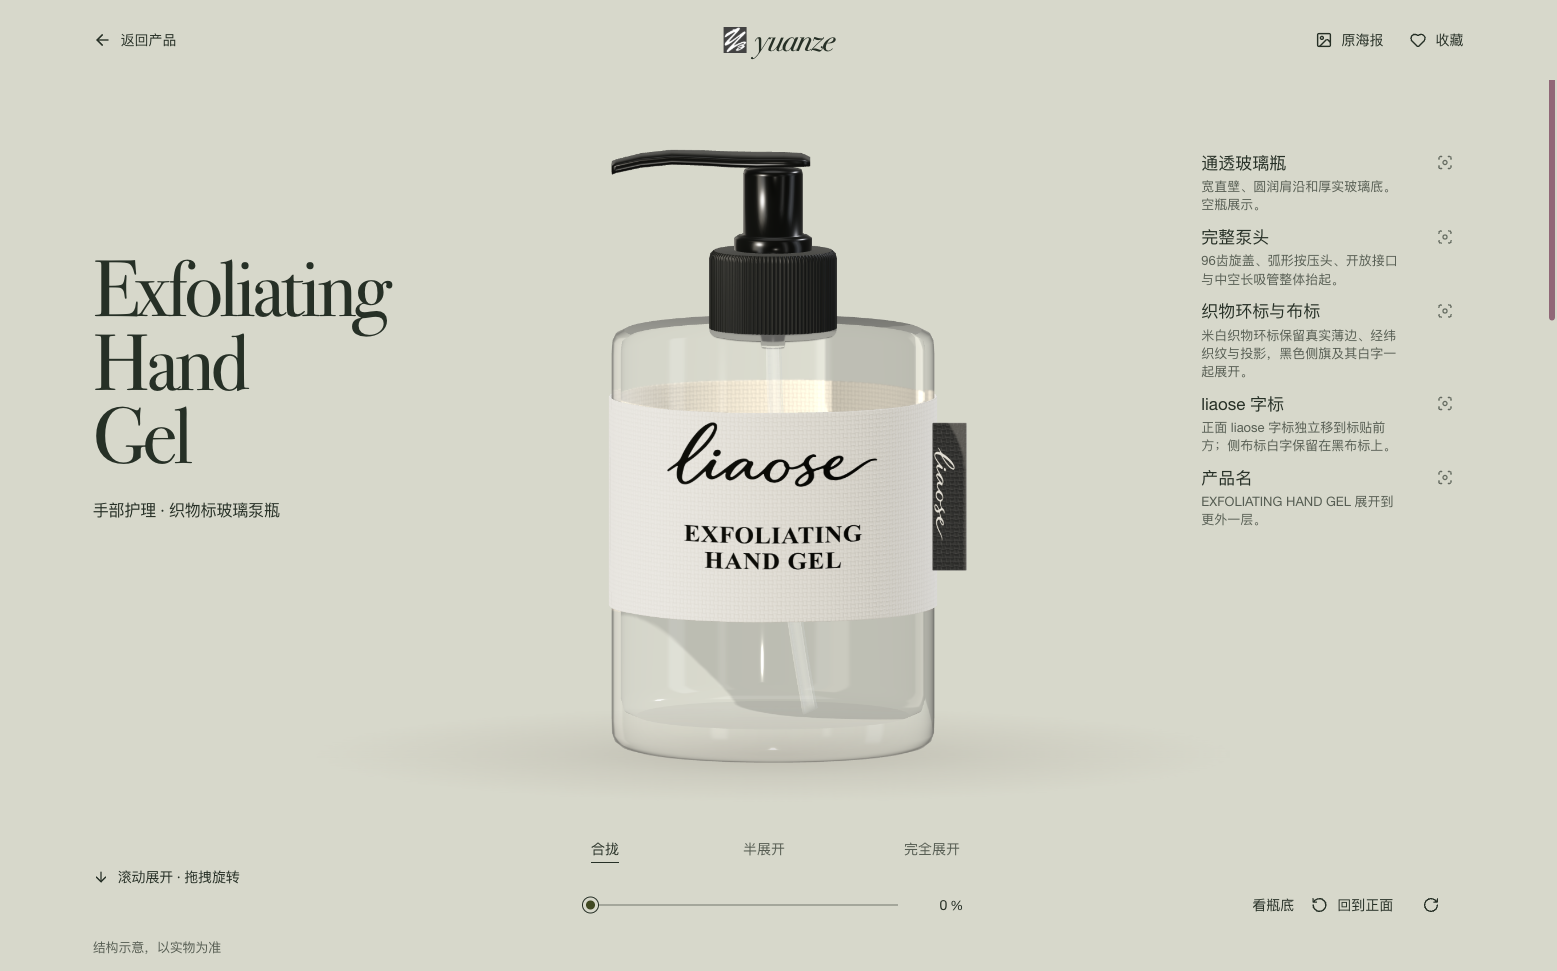 返回产品
yuanze
原海报
收藏
Exfoliating
Hand
Gel
手部护理 · 织物标玻璃泵瓶
liaose
EXFOLIATING
HAND GEL
liaose
通透玻璃瓶
宽直壁、圆润肩沿和厚实玻璃底。
空瓶展示。
完整泵头
96齿旋盖、弧形按压头、开放接口
与中空长吸管整体抬起。
织物环标与布标
米白织物环标保留真实薄边、经纬
织纹与投影，黑色侧旗及其白字一
起展开。
liaose 字标
正面 liaose 字标独立移到标贴前
方；侧布标白字保留在黑布标上。
产品名
EXFOLIATING HAND GEL 展开到
更外一层。
合拢
半展开
完全展开
0 %
滚动展开 · 拖拽旋转
看瓶底
回到正面
结构示意，以实物为准